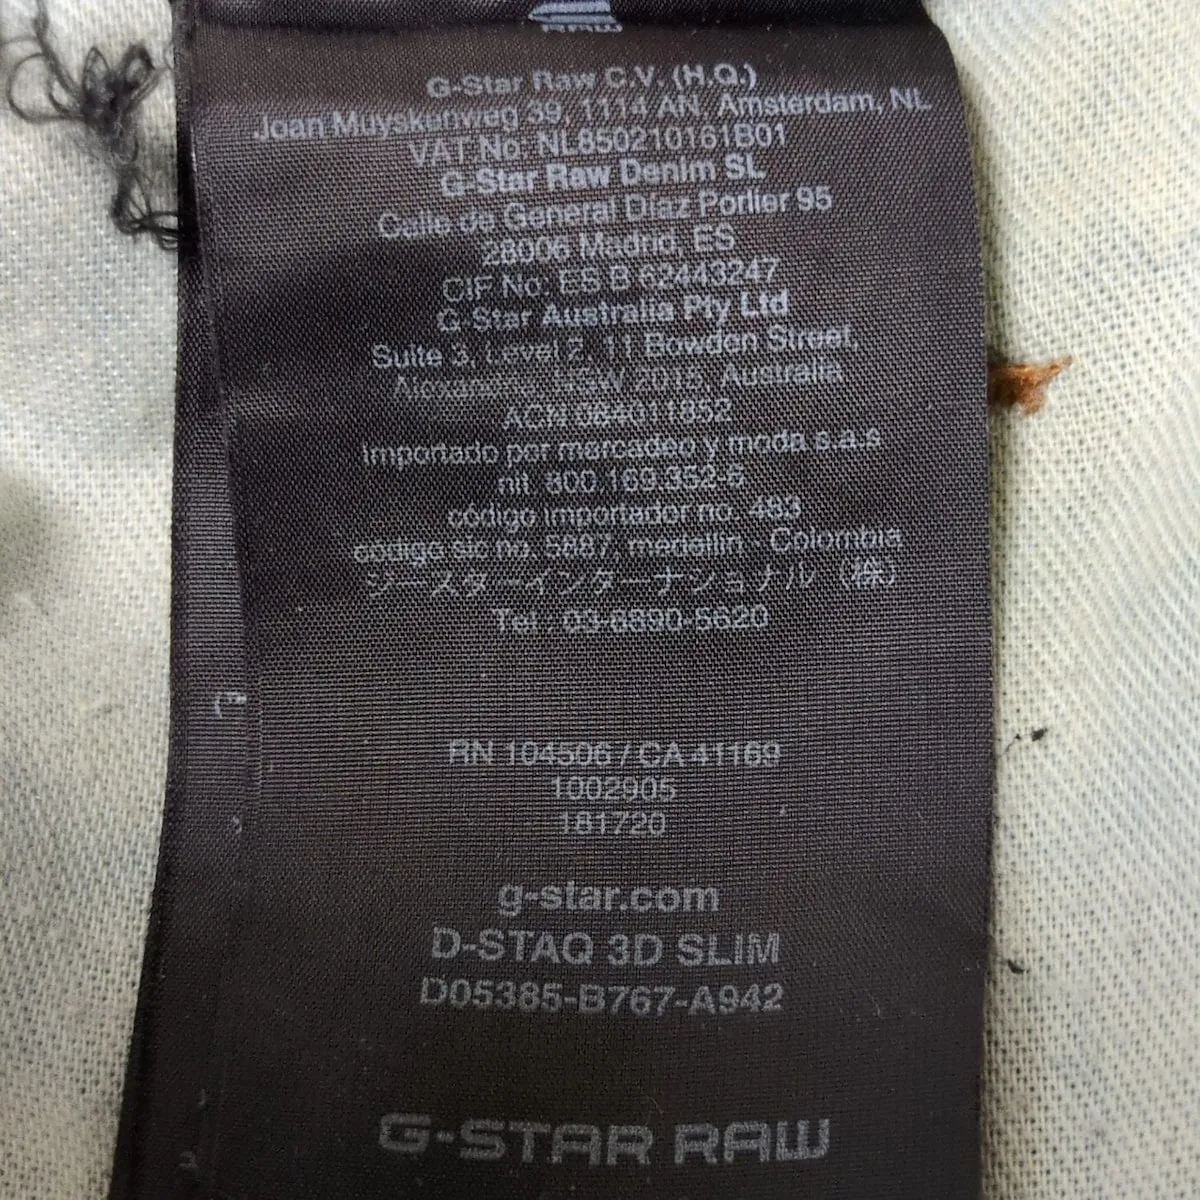 RAW
G-Star Raw C.V. (H.Q.)
Joan Muyskenweg 39, 1114 AN, Amsterdam, NL
VAT No: NL850210161B01
G-Star Raw Denim SL
Calle de General Díaz Porlier 95
28006 Madrid, ES
CIF No: ES B 62443247
G-Star Australia Pty Ltd
Suite 3, Level 2, 11 Bowden Street,
Alexandria, NSW 2015, Australia
ACN 064011852
importado por mercadeo y moda s.a.s
nit. 800.169.352-6
código importador no. 483
código sic no. 5887, medellin, Colombia
ジースターインターナショナル (株)
Tel : 03-6890-5620
RN 104506 / CA 41169
1002905
181720
g-star.com
D-STAQ 3D SLIM
D05385-B767-A942
G-STAR RAW